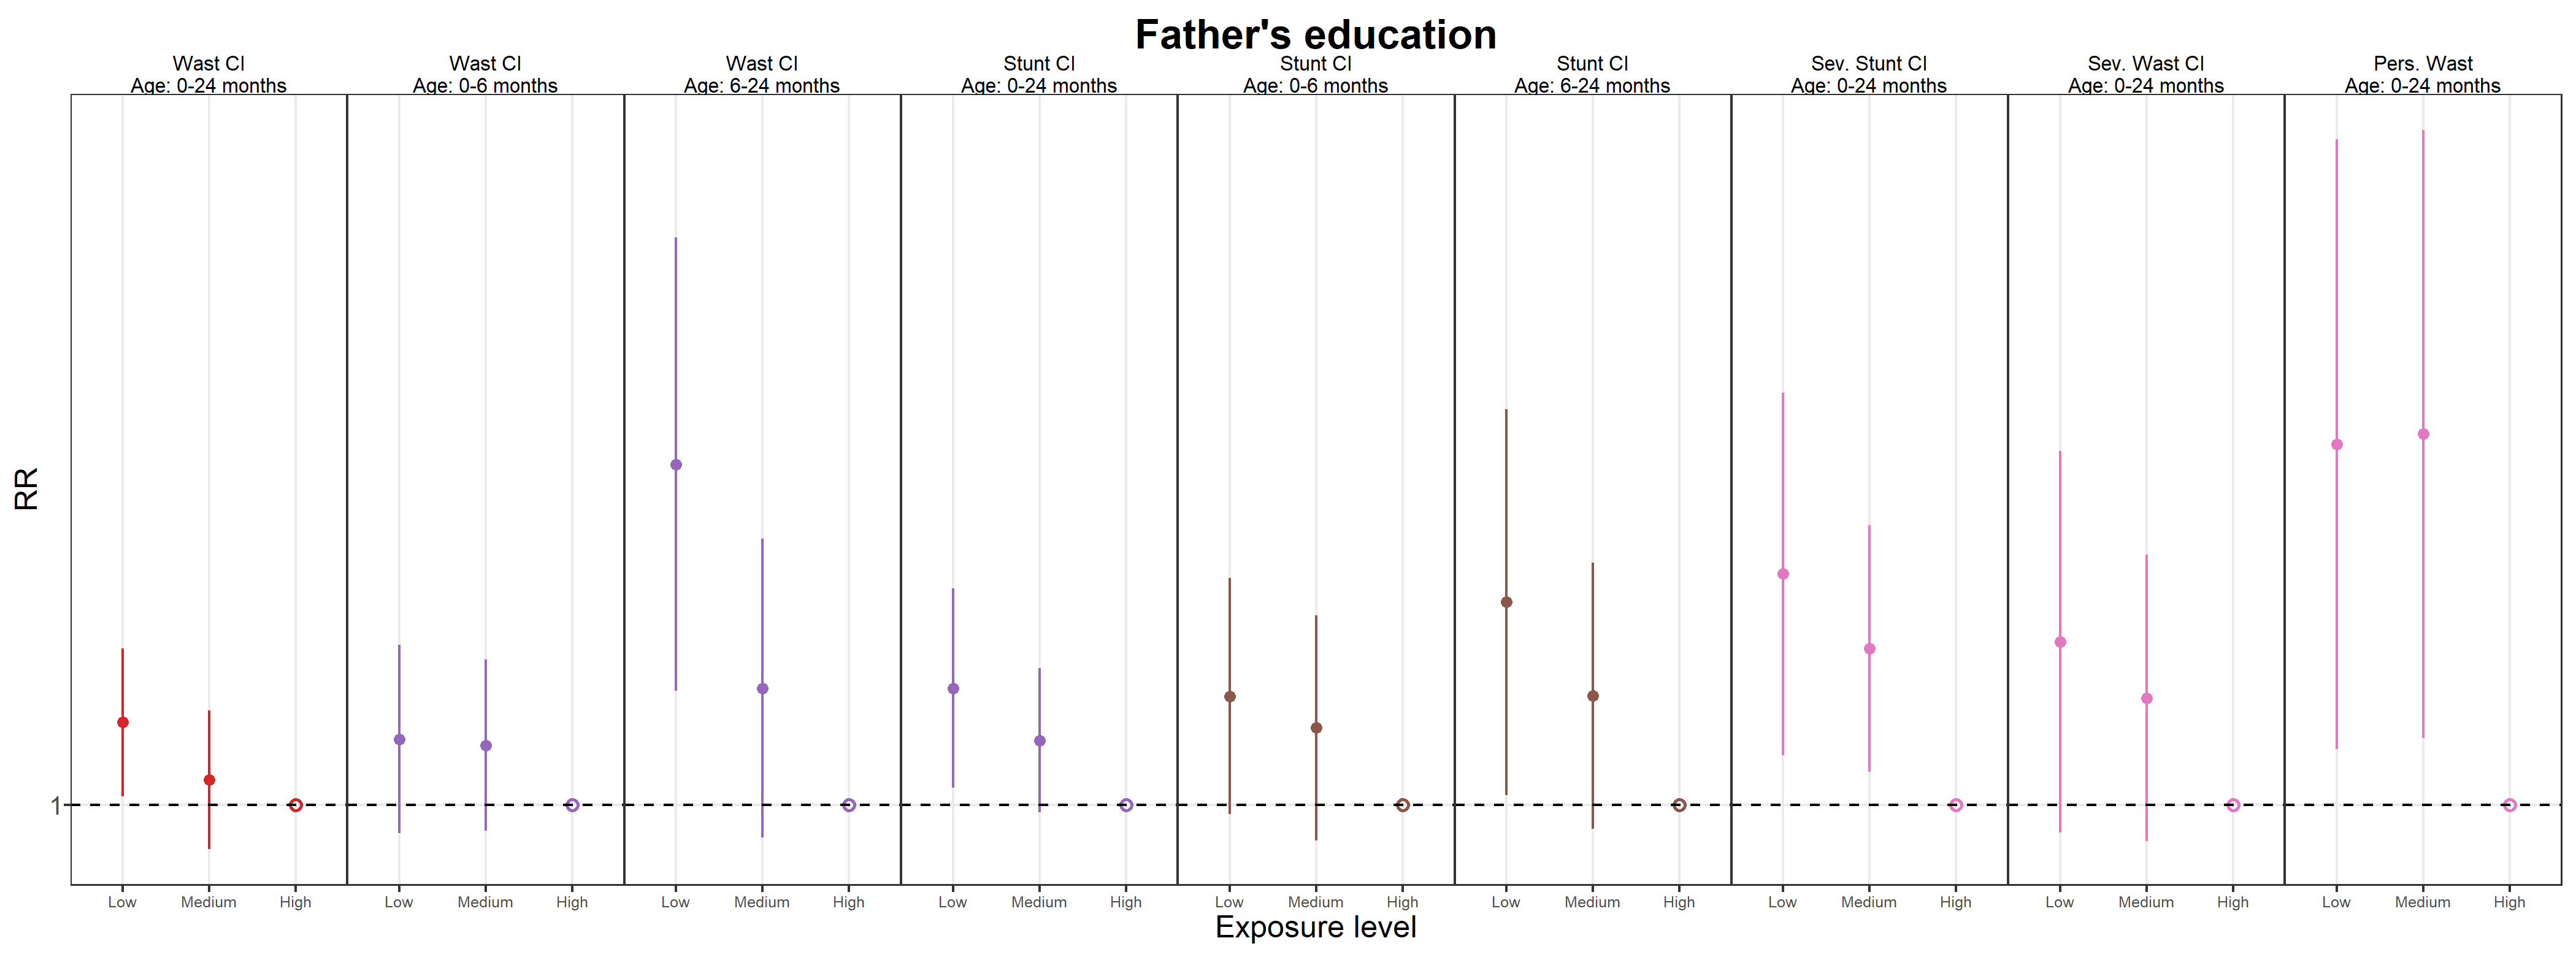 Father's education
Wast CI
Age: 0-24 months
Wast CI
Age: 0-6 months
Wast CI
Age: 6-24 months
Stunt CI
Age: 0-24 months
Stunt CI
Age: 0-6 months
Stunt CI
Age: 6-24 months
Sev. Stunt CI
Age: 0-24 months
Sev. Wast CI
Age: 0-24 months
Pers. Wast
Age: 0-24 months
RR
1
Low Medium High Low Medium High Low Medium High Low Medium High Low Medium High Low Medium High Low Medium High Low Medium High Low Medium High
Exposure level